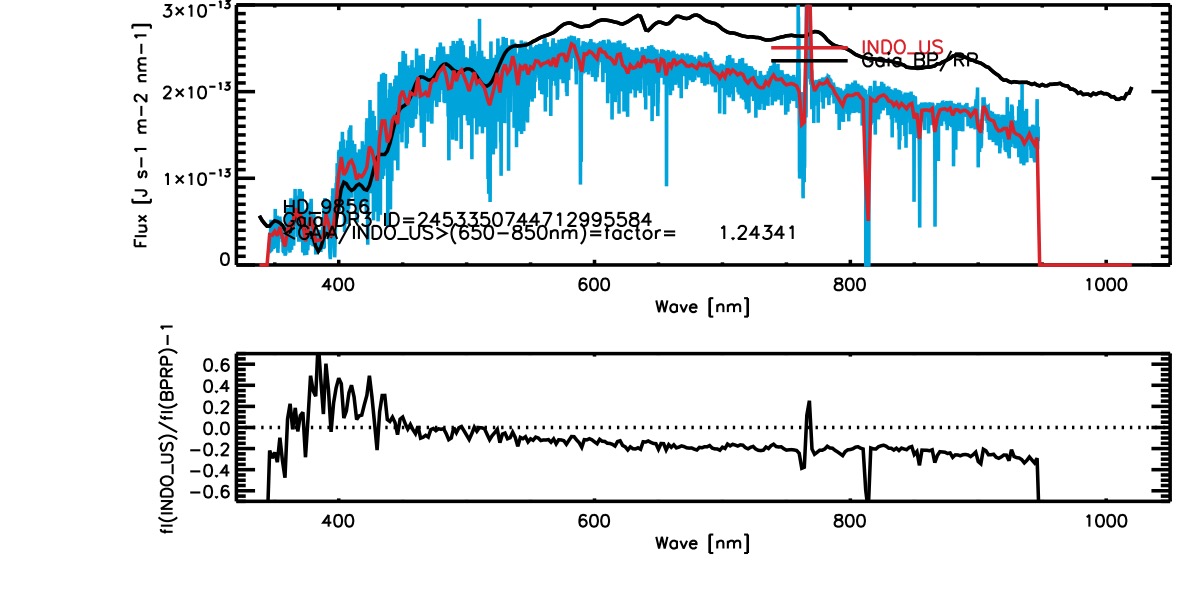 3×10⁻¹³
2×10⁻¹³
1×10⁻¹³
0
Flux [J s−1 m−2 nm−1]
INDO_US
Gaia BP/RP
HD_9856
Gaia DR3 ID=2453350744712995584
<GAIA/INDO_US>(650−850nm)=factor= 1.24341
400 600 800 1000
Wave [nm]
fl(INDO_US)/fl(BPRP)−1
0.6
0.4
0.2
0.0
−0.2
−0.4
−0.6
400 600 800 1000
Wave [nm]